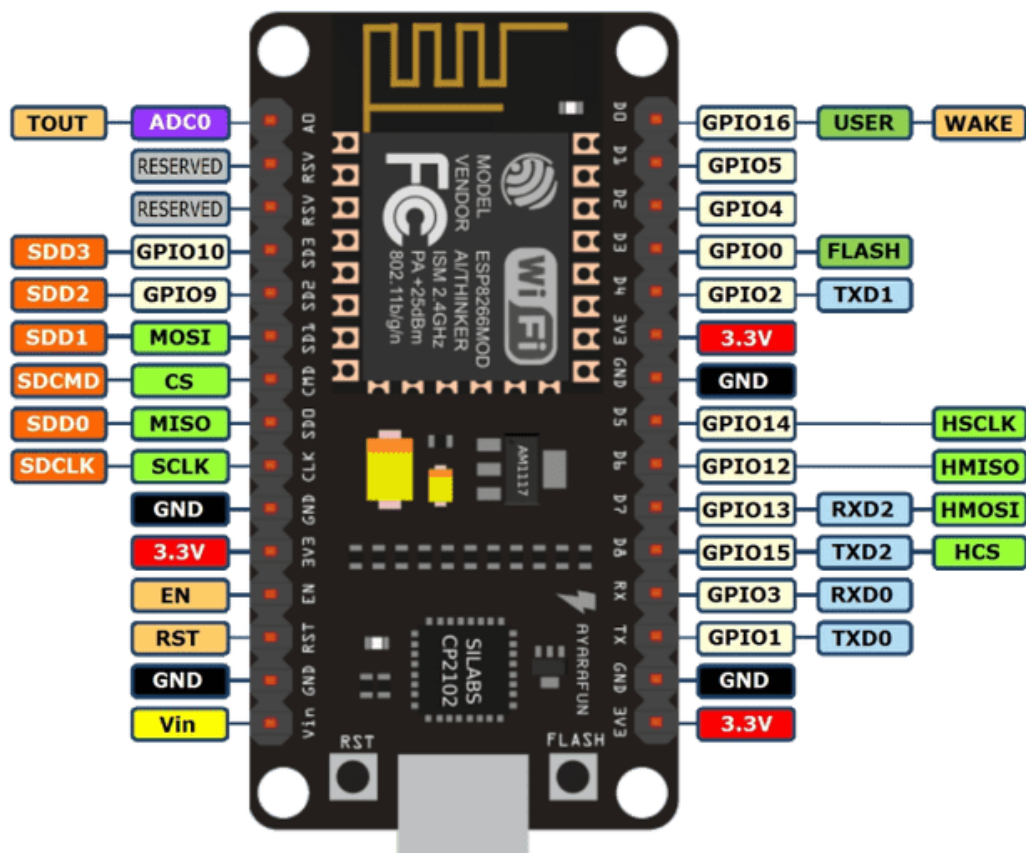 TOUT ADC0 A0 D0 GPIO16 USER WAKE
RESERVED RSV D1 GPIO5
RESERVED RSV D2 GPIO4
SDD3 GPIO10 SD3 D3 GPIO0 FLASH
SDD2 GPIO9 SD2 D4 GPIO2 TXD1
SDD1 MOSI SD1 3V3 3.3V
SDCMD CS CMD GND GND
SDD0 MISO SD0 D5 GPIO14 HSCLK
SDCLK SCLK CLK D6 GPIO12 HMISO
GND GND D7 GPIO13 RXD2 HMOSI
3.3V 3V3 D8 GPIO15 TXD2 HCS
EN EN RX GPIO3 RXD0
RST RST TX GPIO1 TXD0
GND GND GND GND
Vin Vin 3V3 3.3V
MODEL
VENDOR
FC
ESP8266MOD
AI/THINKER
ISM 2.4GHz
PA +25dBm
802.11b/g/n
Wi Fi
AM1117
SILABS
CP2102
AYARAFUN
RST
FLASH